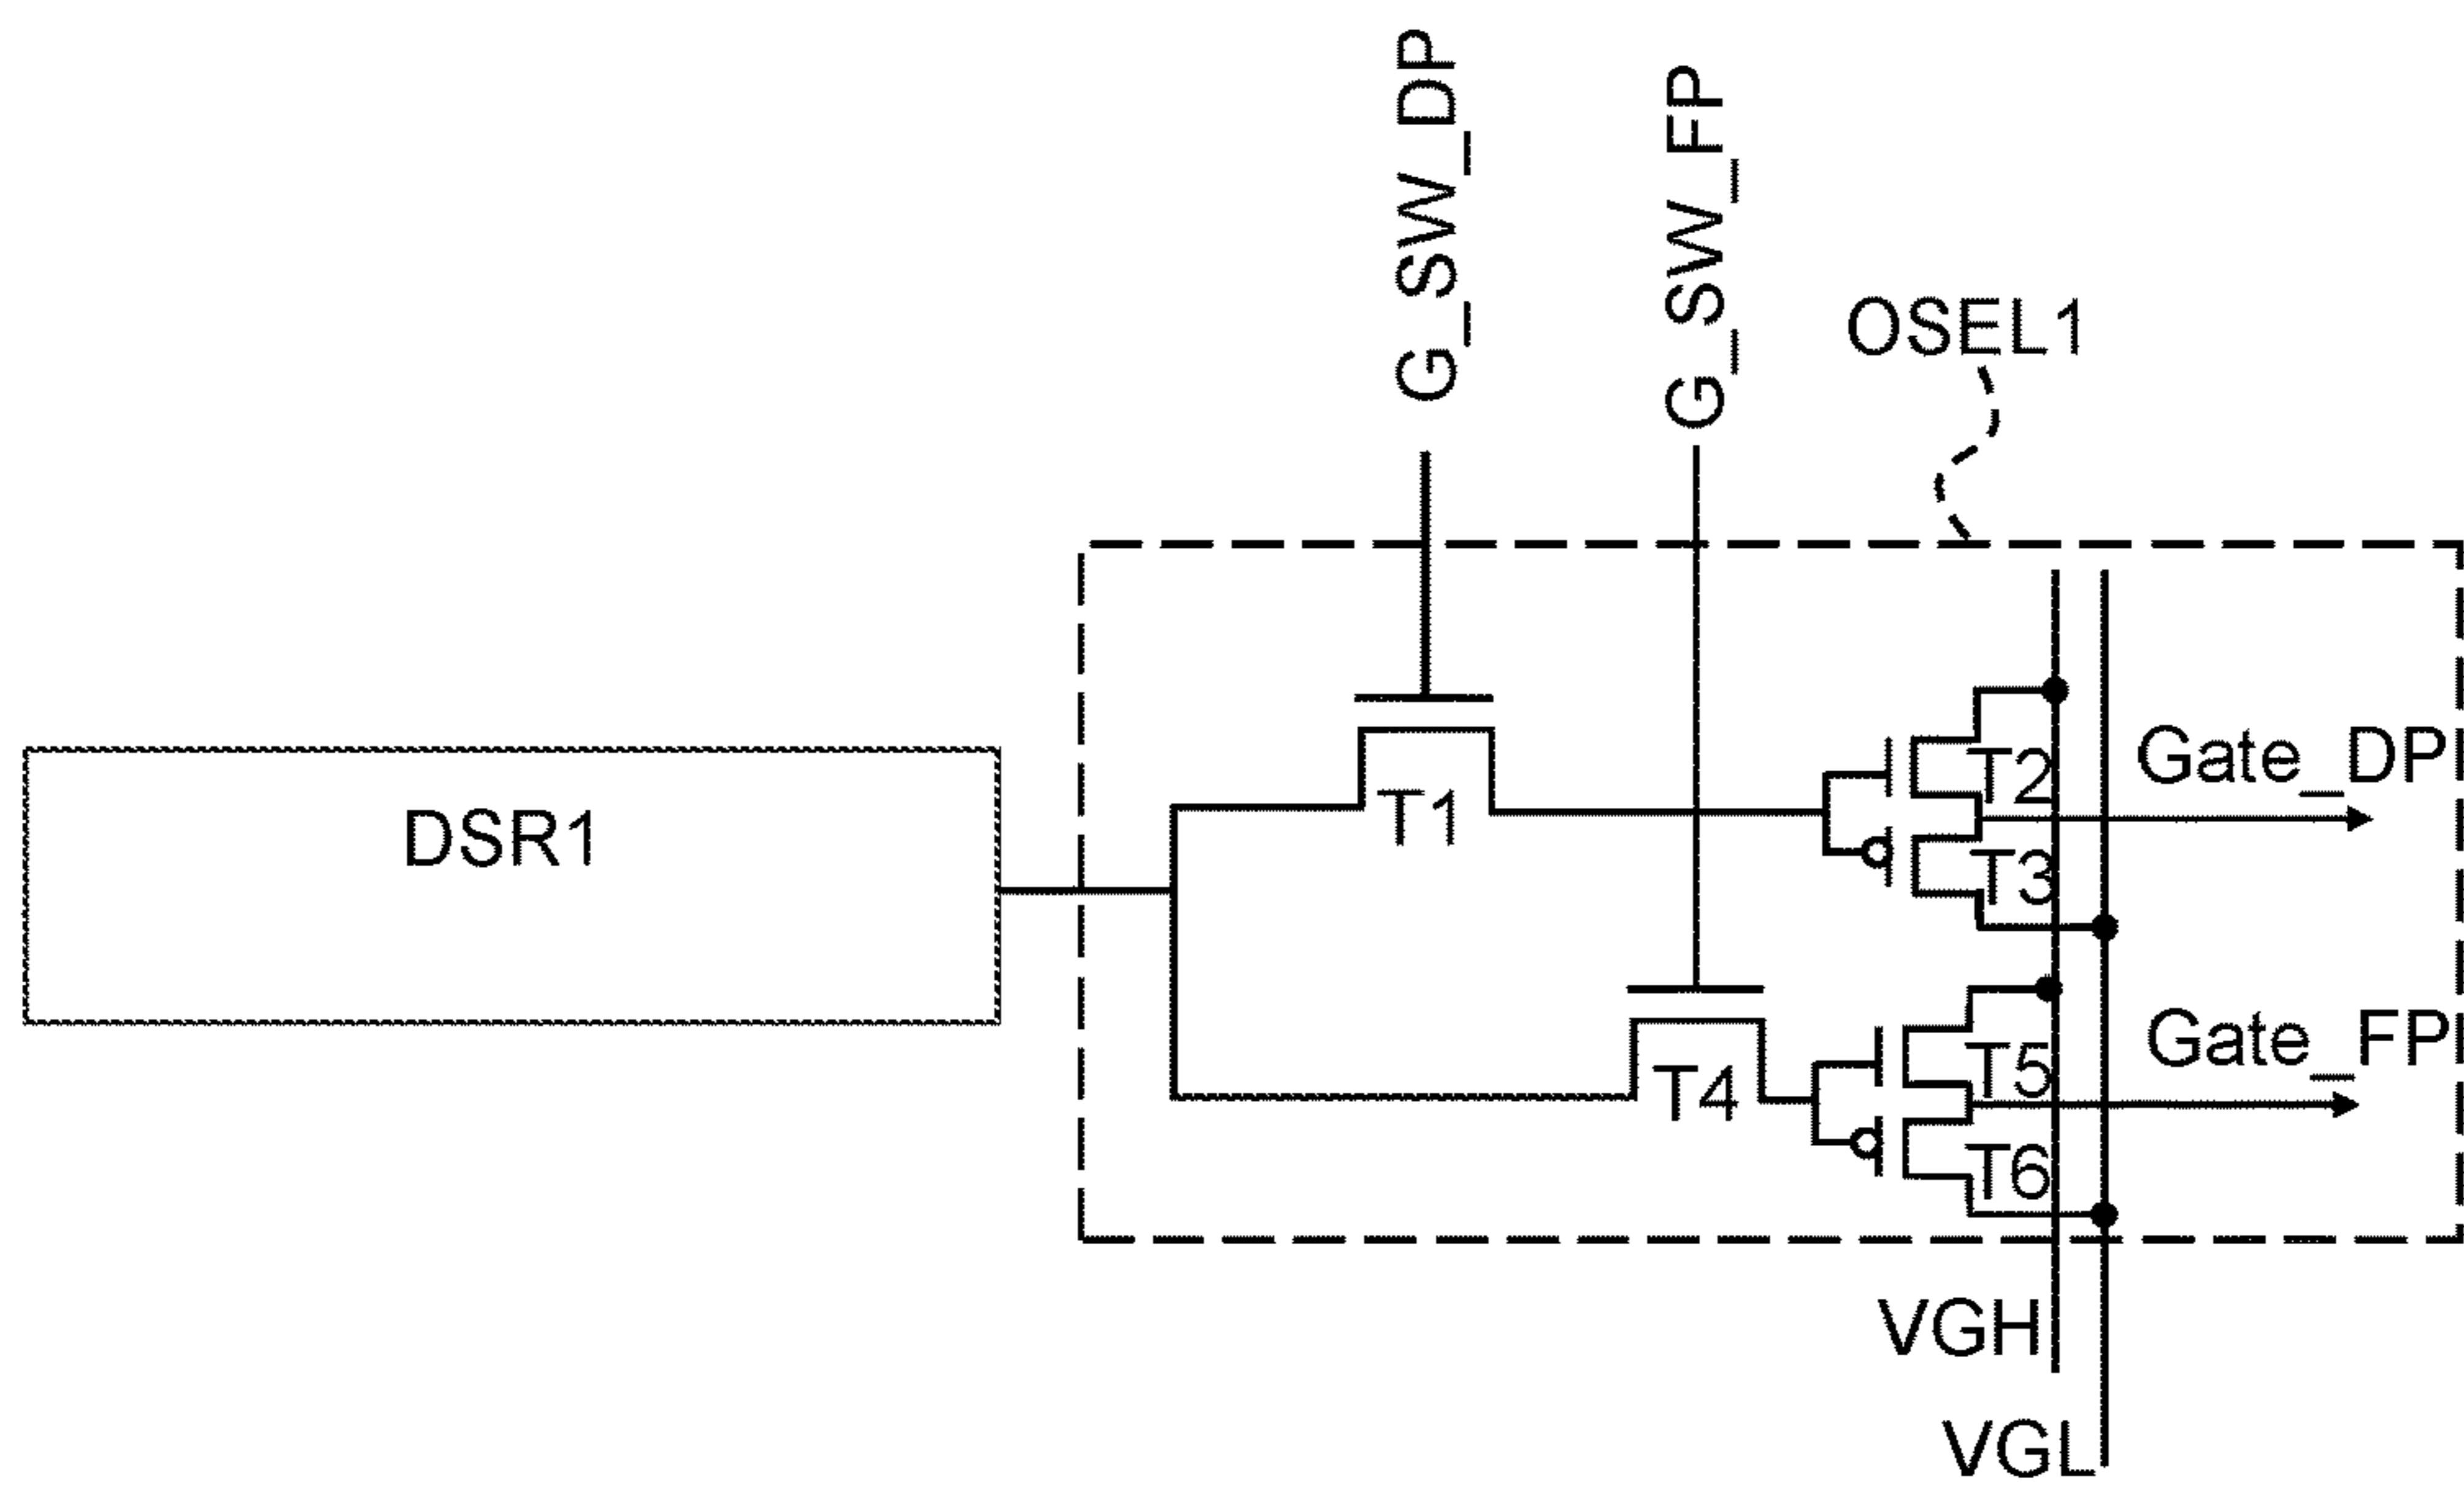 G_SW_DP
G_SW_FP
OSEL1
DSR1
T1
T2
Gate_DP
T3
T4
T5
Gate_FP
T6
VGH
VGL